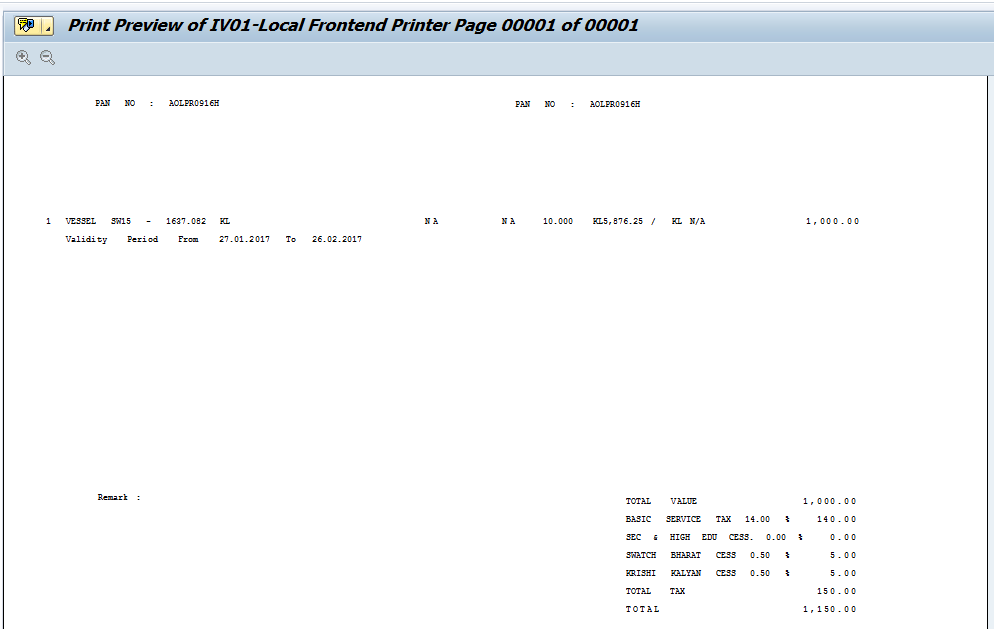 Print Preview of IV01-Local Frontend Printer Page 00001 of 00001
PAN NO : AOLPR0916H PAN NO : AOLPR0916H
1 VESSEL SW15 - 1637.082 KL NA NA 10.000 KL5,876.25 / KL N/A 1,000.00
Validity Period From 27.01.2017 To 26.02.2017
Remark :
TOTAL VALUE 1,000.00
BASIC SERVICE TAX 14.00 % 140.00
SEC & HIGH EDU CESS. 0.00 % 0.00
SWATCH BHARAT CESS 0.50 % 5.00
KRISHI KALYAN CESS 0.50 % 5.00
TOTAL TAX 150.00
TOTAL 1,150.00